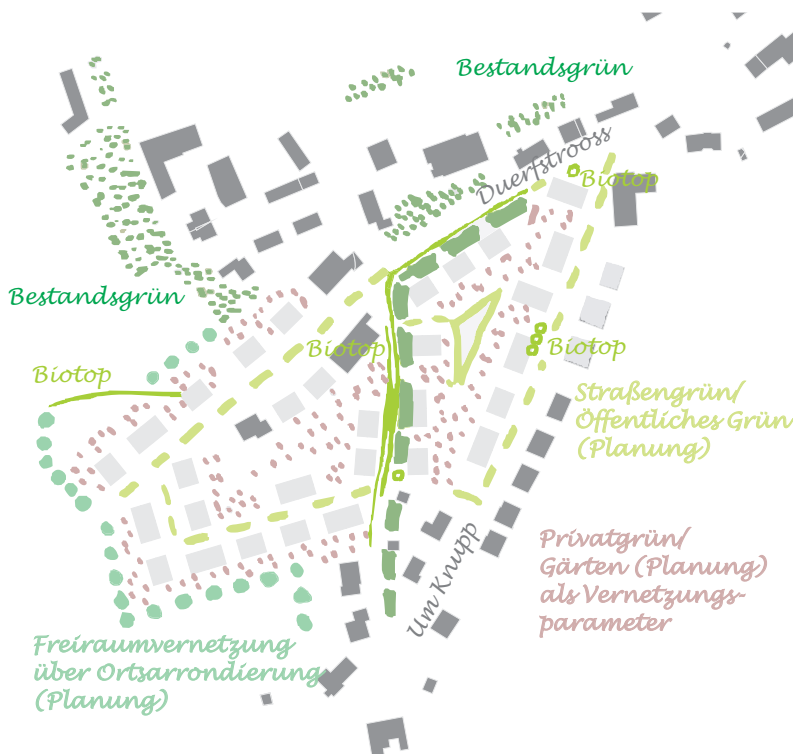 Bestandsgrün
Duerfstrooss
Biotop
Bestandsgrün
Biotop
Biotop
Biotop
Straßengrün/
Öffentliches Grün
(Planung)
Um Knupp
Privatgrün/
Gärten (Planung)
als Vernetzungs-
parameter
Freiraumvernetzung
über Ortsarrondierung
(Planung)